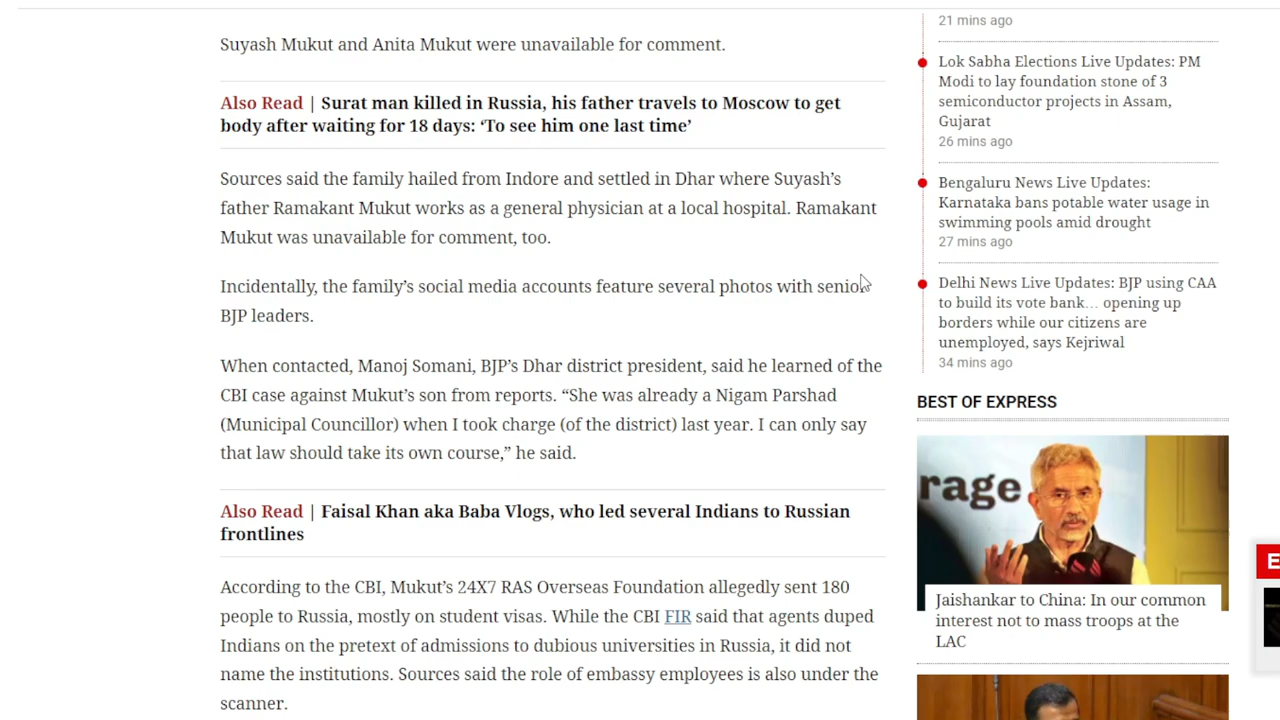 Suyash Mukut and Anita Mukut were unavailable for comment.
Also Read | Surat man killed in Russia, his father travels to Moscow to get
body after waiting for 18 days: ‘To see him one last time’
Sources said the family hailed from Indore and settled in Dhar where Suyash’s
father Ramakant Mukut works as a general physician at a local hospital. Ramakant
Mukut was unavailable for comment, too.
Incidentally, the family’s social media accounts feature several photos with senior
BJP leaders.
When contacted, Manoj Somani, BJP’s Dhar district president, said he learned of the
CBI case against Mukut’s son from reports. “She was already a Nigam Parshad
(Municipal Councillor) when I took charge (of the district) last year. I can only say
that law should take its own course,” he said.
Also Read | Faisal Khan aka Baba Vlogs, who led several Indians to Russian
frontlines
According to the CBI, Mukut’s 24X7 RAS Overseas Foundation allegedly sent 180
people to Russia, mostly on student visas. While the CBI FIR said that agents duped
Indians on the pretext of admissions to dubious universities in Russia, it did not
name the institutions. Sources said the role of embassy employees is also under the
scanner.
21 mins ago
Lok Sabha Elections Live Updates: PM
Modi to lay foundation stone of 3
semiconductor projects in Assam,
Gujarat
26 mins ago
Bengaluru News Live Updates:
Karnataka bans potable water usage in
swimming pools amid drought
27 mins ago
Delhi News Live Updates: BJP using CAA
to build its vote bank… opening up
borders while our citizens are
unemployed, says Kejriwal
34 mins ago
BEST OF EXPRESS
rage
Jaishankar to China: In our common
interest not to mass troops at the
LAC
E